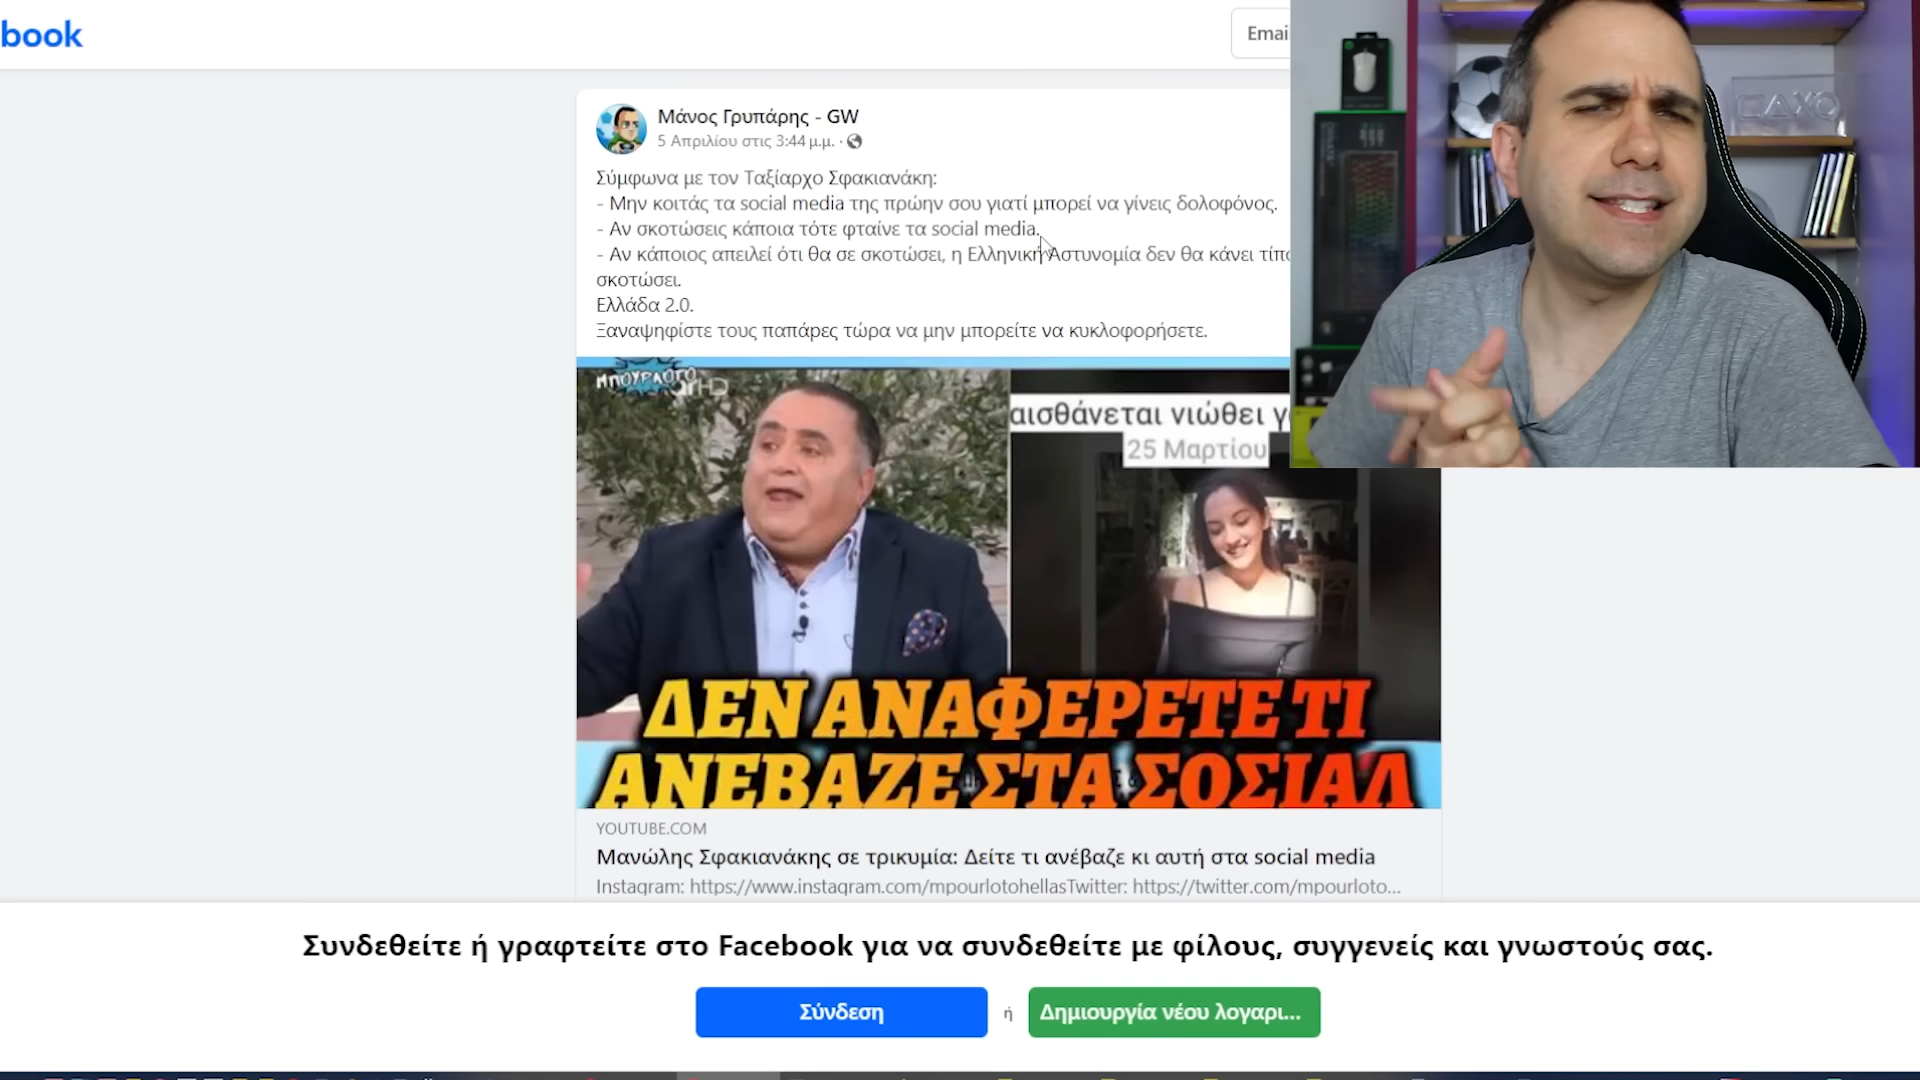 book
Email
Μάνος Γρυπάρης - GW
5 Απριλίου στις 3:44 μ.μ. ·
Σύμφωνα με τον Ταξίαρχο Σφακιανάκη:
- Μην κοιτάς τα social media της πρώην σου γιατί μπορεί να γίνεις δολοφόνος.
- Αν σκοτώσεις κάποια τότε φταίνε τα social media.
- Αν κάποιος απειλεί ότι θα σε σκοτώσει, η Ελληνική Αστυνομία δεν θα κάνει
σκοτώσει.
Ελλάδα 2.0.
Ξαναψηφίστε τους παπάρες τώρα να μην μπορείτε να κυκλοφορήσετε.
ΜΠΟΥΡΛΟΤΟ
αισθάνεται νιώθει
25 Μαρτίου
ΔΕΝ ΑΝΑΦΕΡΕΤΕ ΤΙ
ΑΝΕΒΑΖΕ ΣΤΑ ΣΟΣΙΑΛ
YOUTUBE.COM
Μανώλης Σφακιανάκης σε τρικυμία: Δείτε τι ανέβαζε κι αυτή στα social media
Instagram: https://www.instagram.com/mpourlotohellasTwitter: https://twitter.com/mpourloto...
Συνδεθείτε ή γραφτείτε στο Facebook για να συνδεθείτε με φίλους, συγγενείς και γνωστούς σας.
Σύνδεση ή Δημιουργία νέου λογαρι...